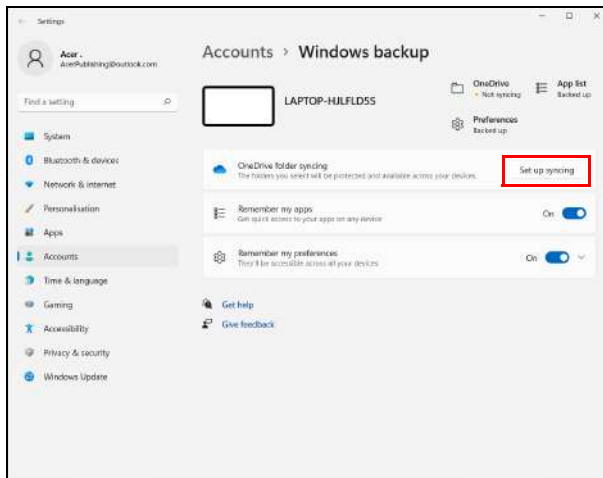 Settings
Acer .
AcerPublishing@outlook.com
Find a setting
System
Bluetooth & devices
Network & internet
Personalisation
Apps
Accounts
Time & language
Gaming
Accessibility
Privacy & security
Windows Update
Accounts > Windows backup
LAPTOP-HJLFLD5S
OneDrive
• Not syncing
App list
Backed up
Preferences
Backed up
OneDrive folder syncing
The folders you select will be protected and available across your devices.
Set up syncing
Remember my apps
Get quick access to your apps on any device
On
Remember my preferences
They'll be accessible across all your devices
On
Get help
Give feedback